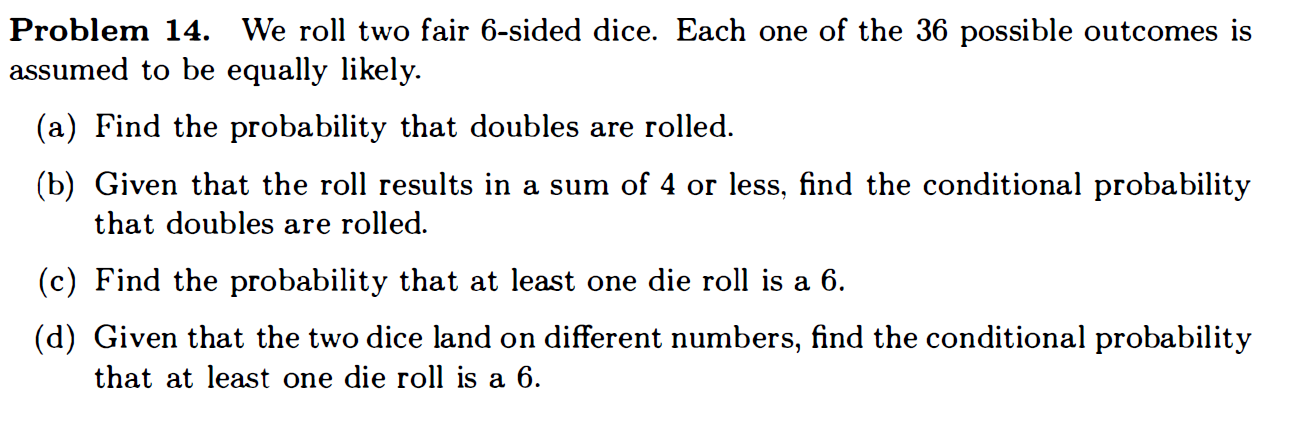 Problem 14. We roll two fair 6-sided dice. Each one of the 36 possible outcomes is
assumed to be equally likely.
(a) Find the probability that doubles are rolled.
(b) Given that the roll results in a sum of 4 or less, find the conditional probability
that doubles are rolled.
(c) Find the probability that at least one die roll is a 6.
(d) Given that the two dice land on different numbers, find the conditional probability
that at least one die roll is a 6.